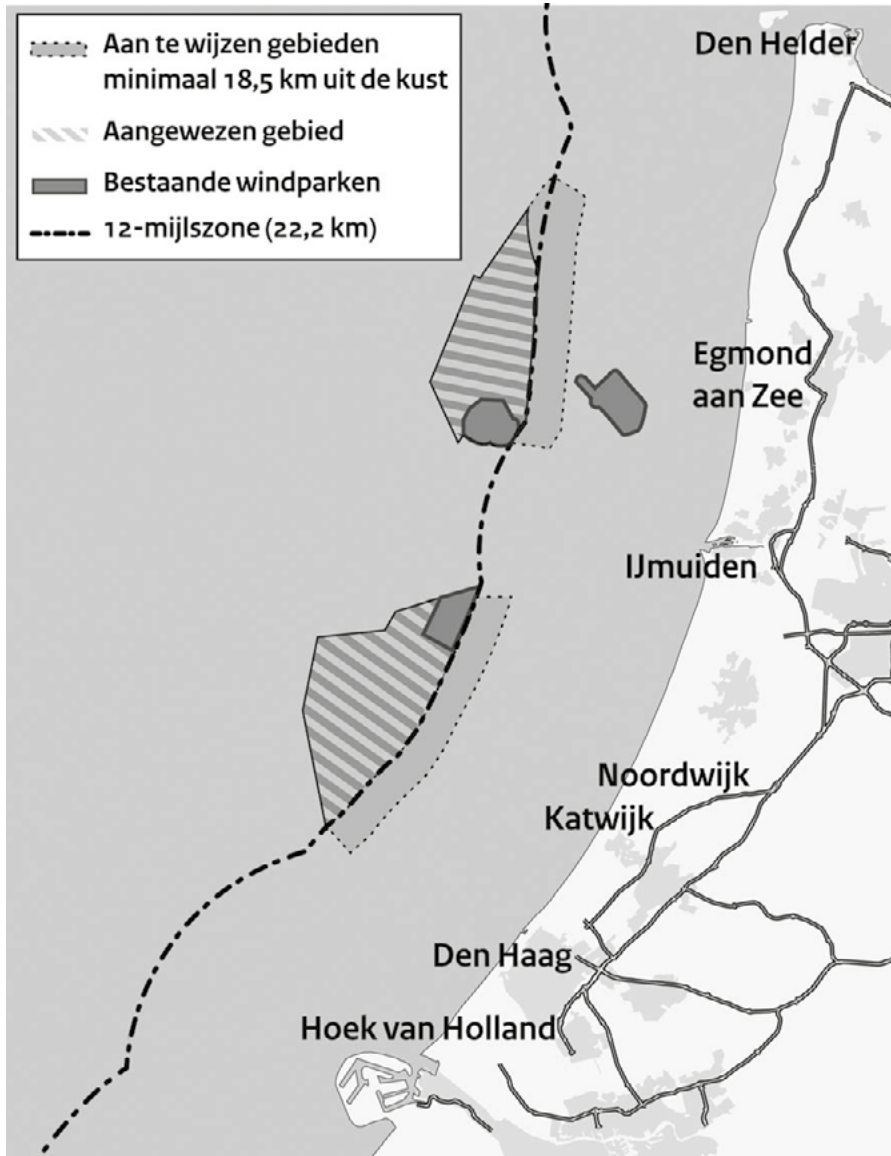 Aan te wijzen gebieden
minimaal 18,5 km uit de kust
Aangewezen gebied
Bestaande windparken
12-mijlszone (22,2 km)
Den Helder
Egmond
aan Zee
IJmuiden
Noordwijk
Katwijk
Den Haag
Hoek van Holland